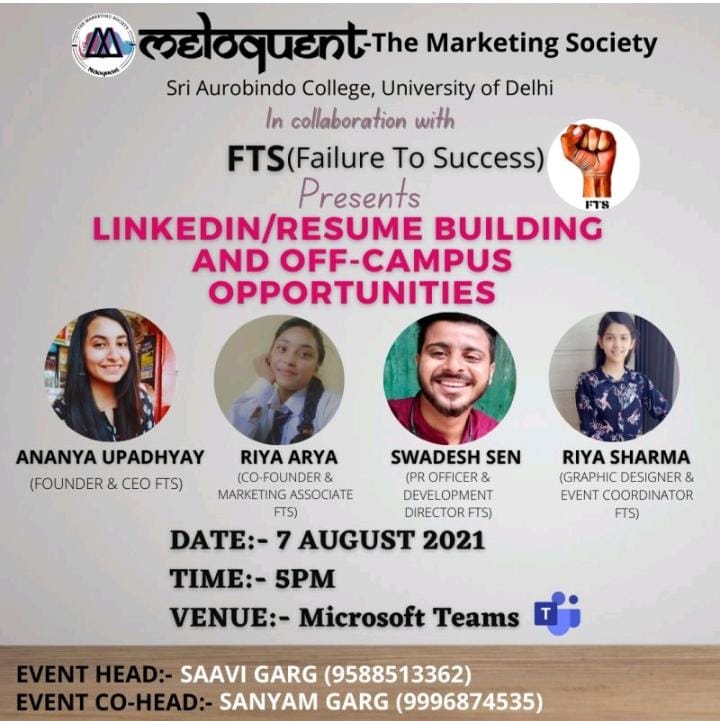 MELOQUENT-The Marketing Society
Sri Aurobindo College, University of Delhi
In collaboration with
FTS(Failure To Success)
FTS
Presents
LINKEDIN/RESUME BUILDING
AND OFF-CAMPUS
OPPORTUNITIES
ANANYA UPADHYAY
(FOUNDER & CEO FTS)
RIYA ARYA
(CO-FOUNDER &
MARKETING ASSOCIATE
FTS)
SWADESH SEN
(PR OFFICER &
DEVELOPMENT
DIRECTOR FTS)
RIYA SHARMA
(GRAPHIC DESIGNER &
EVENT COORDINATOR
FTS)
DATE:- 7 AUGUST 2021
TIME:- 5PM
VENUE:- Microsoft Teams
T
EVENT HEAD:- SAAVI GARG (9588513362)
EVENT CO-HEAD:- SANYAM GARG (9996874535)